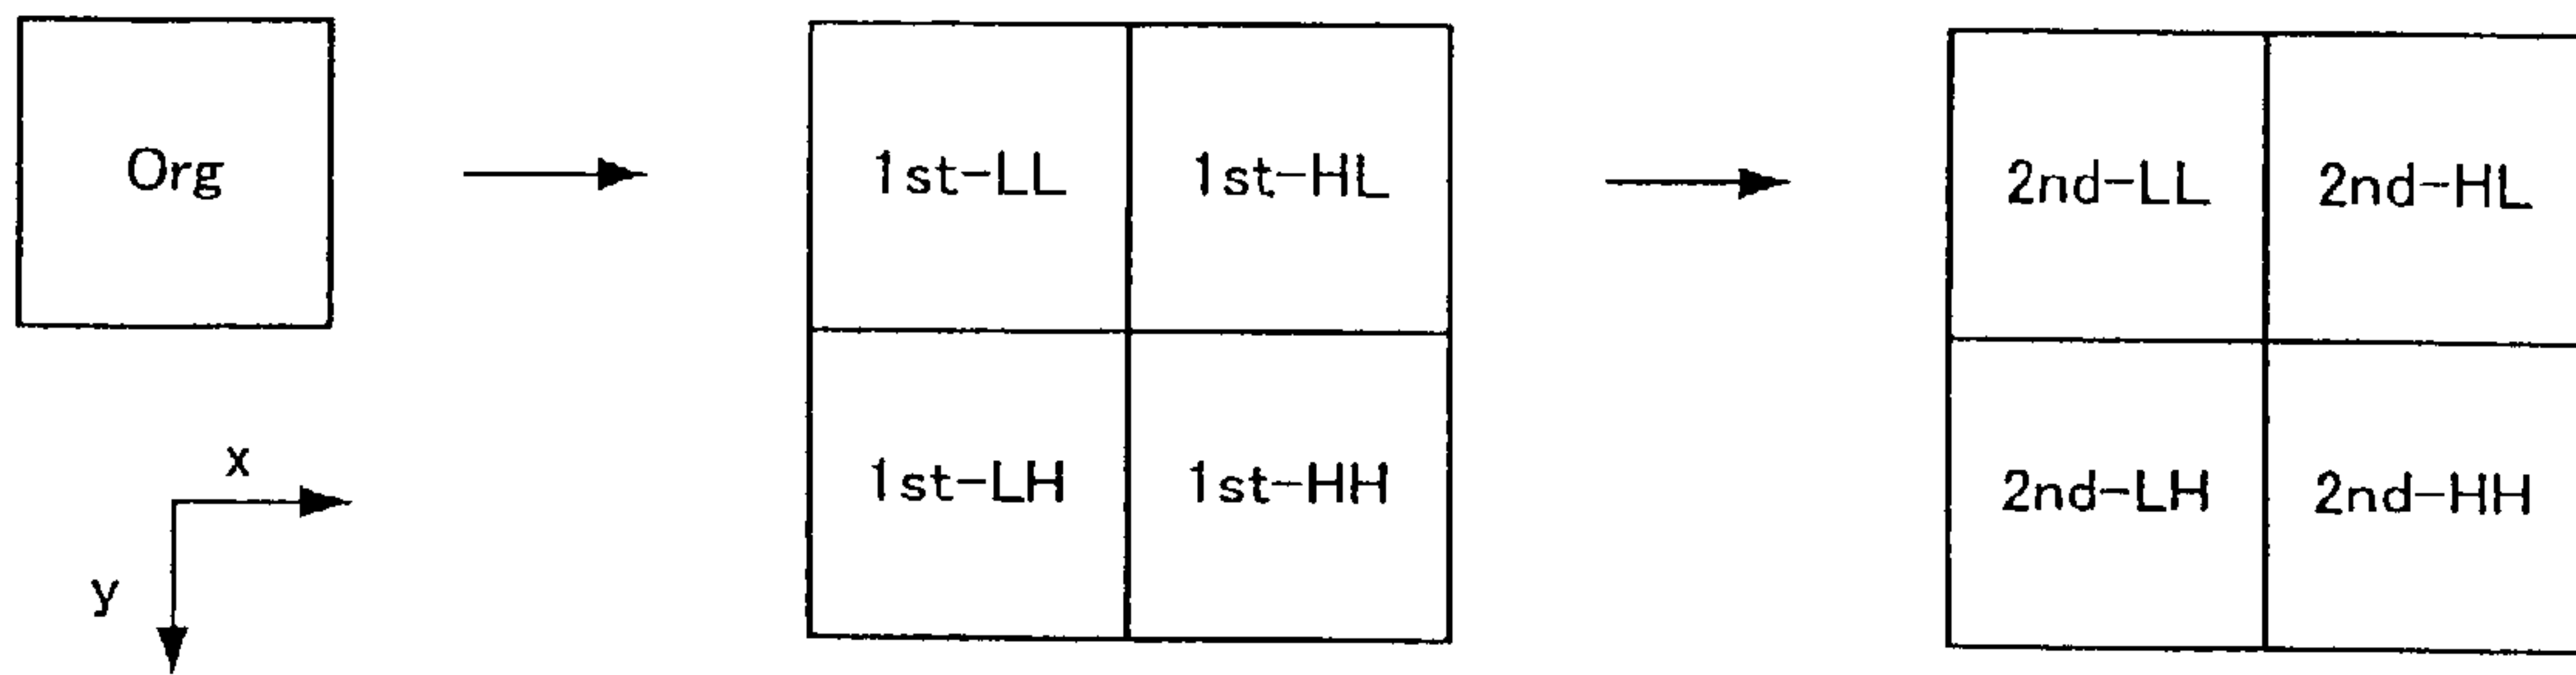 Org
1st-LL 1st-HL
2nd-LL 2nd-HL
1st-LH 1st-HH
2nd-LH 2nd-HH
x
y